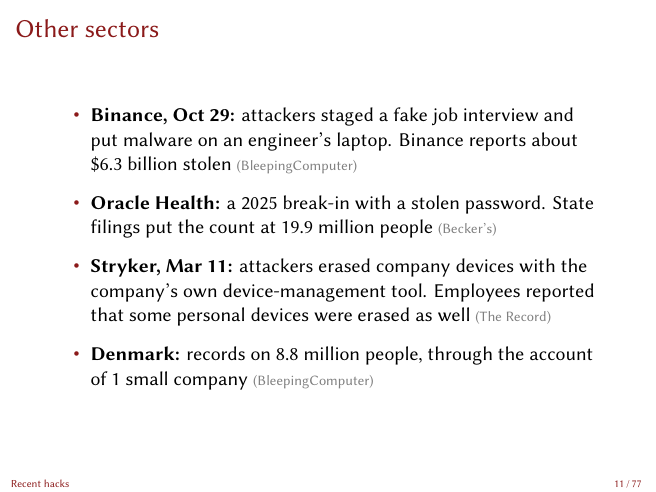 Other sectors
• Binance, Oct 29: attackers staged a fake job interview and
put malware on an engineer's laptop. Binance reports about
$6.3 billion stolen (BleepingComputer)
• Oracle Health: a 2025 break-in with a stolen password. State
filings put the count at 19.9 million people (Becker's)
• Stryker, Mar 11: attackers erased company devices with the
company's own device-management tool. Employees reported
that some personal devices were erased as well (The Record)
• Denmark: records on 8.8 million people, through the account
of 1 small company (BleepingComputer)
Recent hacks
11 / 77